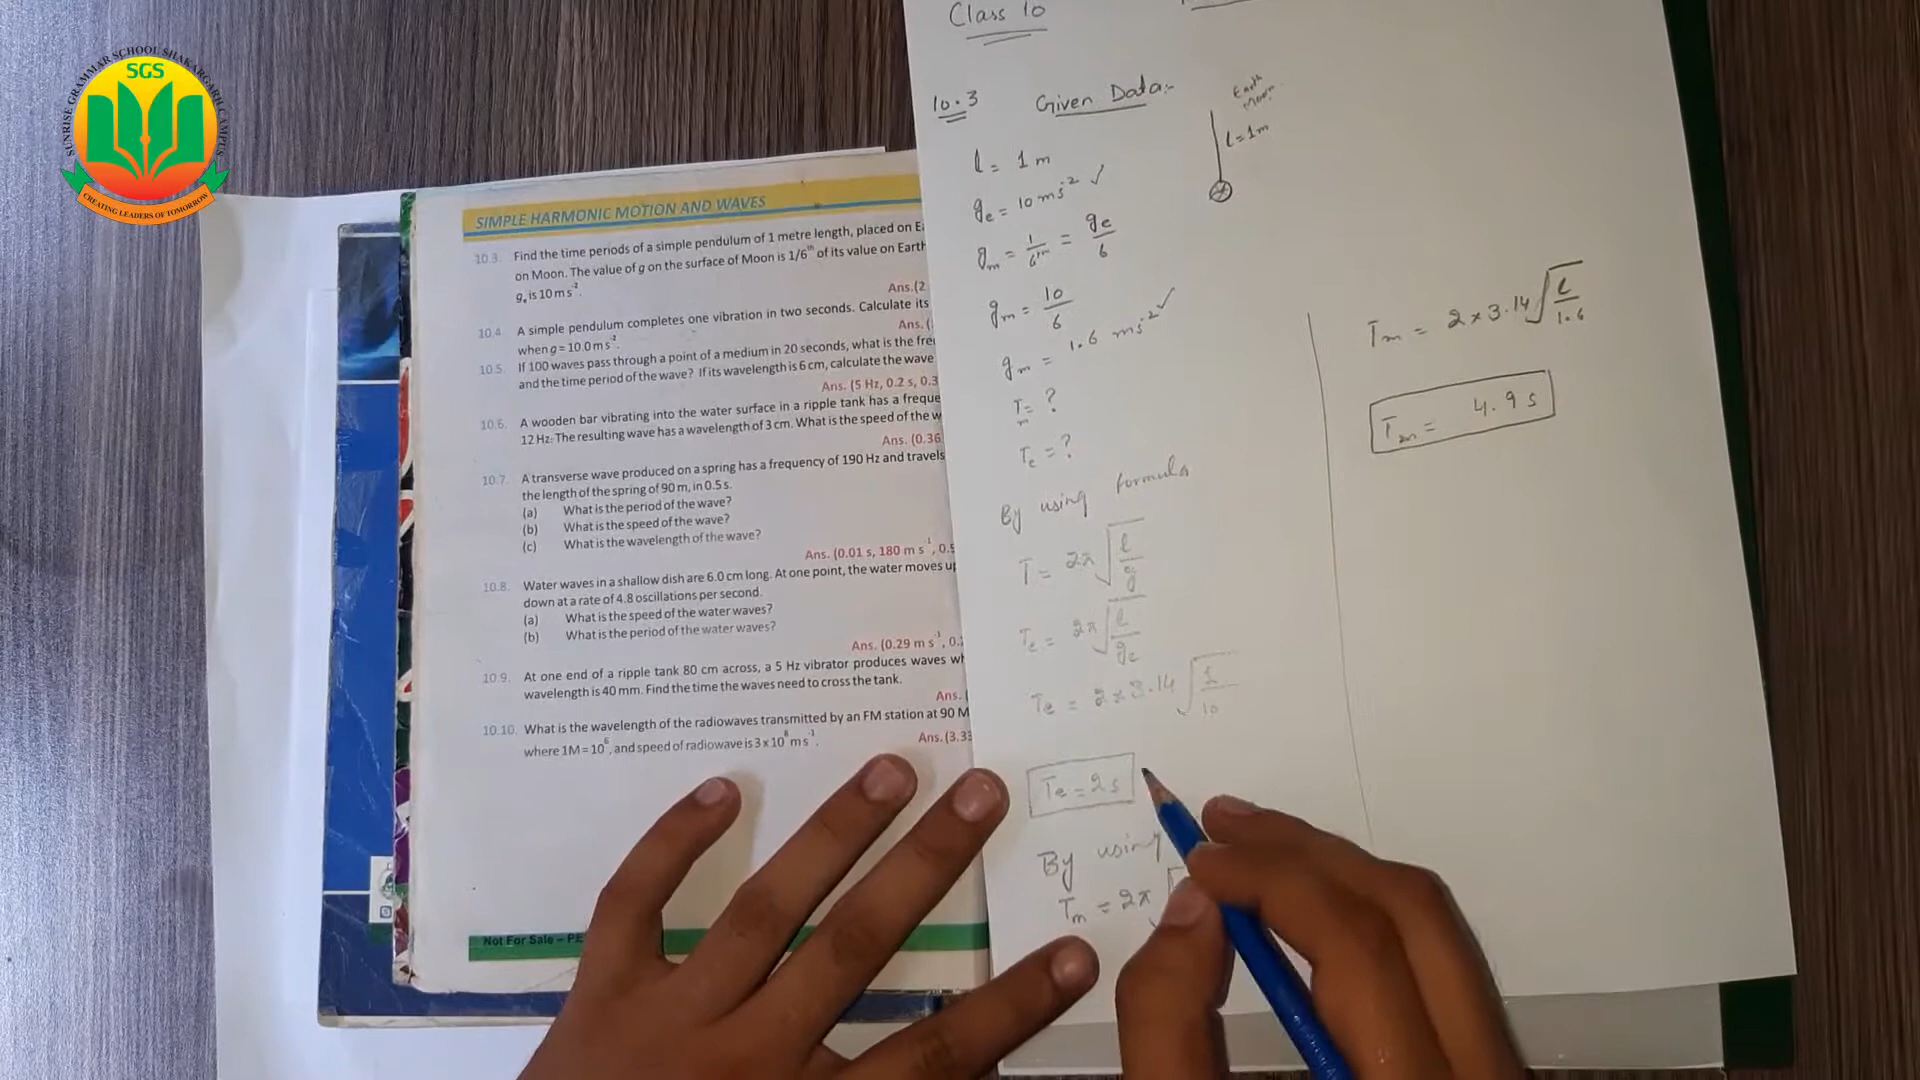 SUNRISE GRAMMAR SCHOOL SHAKARGARH CAMPUS
SGS
CREATING LEADERS OF TOMORROW
SIMPLE HARMONIC MOTION AND WAVES
10.3. Find the time periods of a simple pendulum of 1 metre length, placed on
on Moon. The value of g on the surface of Moon is 1/6th of its value on Earth
gₑ is 10 m s⁻².
Ans.(2
10.4. A simple pendulum completes one vibration in two seconds. Calculate its
when g = 10.0 m s⁻².
Ans. (
10.5. If 100 waves pass through a point of a medium in 20 seconds, what is the
and the time period of the wave? If its wavelength is 6 cm, calculate the wave
Ans. (5 Hz, 0.2 s, 0.3
10.6. A wooden bar vibrating into the water surface in a ripple tank has a
12 Hz. The resulting wave has a wavelength of 3 cm. What is the speed of the
Ans. (0.36
10.7. A transverse wave produced on a spring has a frequency of 190 Hz and travels
the length of the spring of 90 m, in 0.5 s.
(a) What is the period of the wave?
(b) What is the speed of the wave?
(c) What is the wavelength of the wave?
Ans. (0.01 s, 180 m s⁻¹, 0.
10.8. Water waves in a shallow dish are 6.0 cm long. At one point, the water moves
down at a rate of 4.8 oscillations per second.
(a) What is the speed of the water waves?
(b) What is the period of the water waves?
Ans. (0.29 m s⁻¹, 0.
10.9. At one end of a ripple tank 80 cm across, a 5 Hz vibrator produces waves
wavelength is 40 mm. Find the time the waves need to cross the tank.
Ans.
10.10. What is the wavelength of the radiowaves transmitted by an FM station at 90
where 1M = 10⁶, and speed of radiowave is 3 x 10⁸ m s⁻¹.
Ans. (3.33
Not For Sale – PE
Class 10
10.3 Given Data:-
Earth
Moon
l = 1m
l = 1 m
gₑ = 10 ms⁻² ✓
gₘ = 1/6 = gₑ/6
gₘ = 10/6
gₘ = 1.6 ms⁻² ✓
Tₘ = ?
Tₑ = ?
By using formula
T = 2π√(l/g)
Tₑ = 2π√(l/gₑ)
Tₑ = 2 × 3.14 √(1/10)
Tₑ = 2 s
By using
Tₘ = 2π
Tₘ = 2 × 3.14 √(l/1.6)
Tₘ = 4.9 s